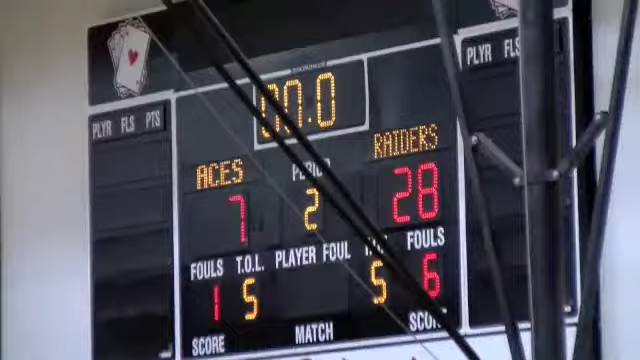 PLYR FLS
00.0
PLYR FLS PTS
RAIDERS
ACES
PERIOD
7 2 28
FOULS T.O.L. PLAYER FOUL FOULS
1 5 5 6
SCORE MATCH SCORE